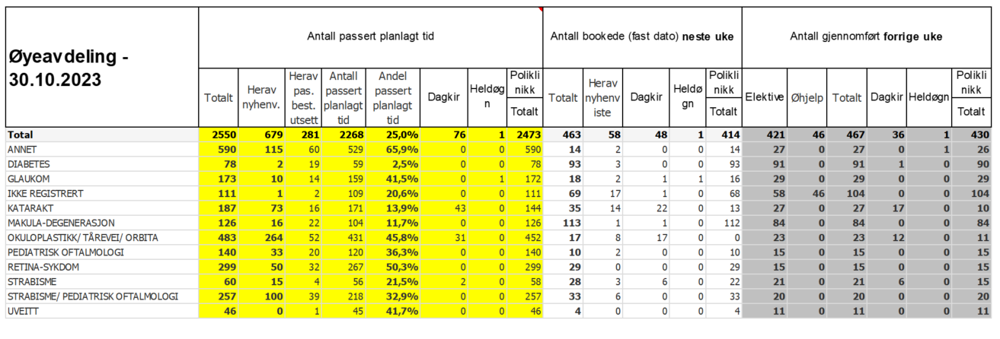 Øyeavdeling -
30.10.2023
Antall passert planlagt tid
Antall bookede (fast dato) neste uke
Antall gjennomført forrige uke
Totalt
Herav nyhenv.
Herav pas. best. utsett
Antall passert planlagt tid
Andel passert planlagt tid
Dagkir
Heldøg n
Polikli nikk
Totalt
Totalt
Herav nyhenv iste
Dagkir
Heldø gn
Polikli nikk
Totalt
Elektive
Øhjelp
Totalt
Dagkir
Heldøgn
Polikli nikk
Totalt
Total 2550 679 281 2268 25,0% 76 1 2473 463 58 48 1 414 421 46 467 36 1 430
ANNET 590 115 60 529 65,9% 0 0 590 14 2 0 0 14 27 0 27 0 1 26
DIABETES 78 2 19 59 2,5% 0 0 78 93 3 0 0 93 91 0 91 1 0 90
GLAUKOM 173 10 14 159 41,5% 0 1 172 18 2 1 1 16 29 0 29 0 0 29
IKKE REGISTRERT 111 1 2 109 20,6% 0 0 111 69 17 1 0 68 58 46 104 0 0 104
KATARAKT 187 73 16 171 13,9% 43 0 144 35 14 22 0 13 27 0 27 17 0 10
MAKULA-DEGENERASJON 126 16 22 104 11,7% 0 0 126 113 1 1 0 112 84 0 84 0 0 84
OKULOPLASTIKK/ TÅREVEI/ ORBITA 483 264 52 431 45,8% 31 0 452 17 8 17 0 0 23 0 23 12 0 11
PEDIATRISK OFTALMOLOGI 140 33 20 120 36,3% 0 0 140 10 2 0 0 10 15 0 15 0 0 15
RETINA-SYKDOM 299 50 32 267 50,3% 0 0 299 29 0 0 0 29 15 0 15 0 0 15
STRABISME 60 15 4 56 21,5% 2 0 58 28 3 6 0 22 21 0 21 6 0 15
STRABISME/ PEDIATRISK OFTALMOLOGI 257 100 39 218 32,9% 0 0 257 33 6 0 0 33 20 0 20 0 0 20
UVEITT 46 0 1 45 41,7% 0 0 46 4 0 0 0 4 11 0 11 0 0 11